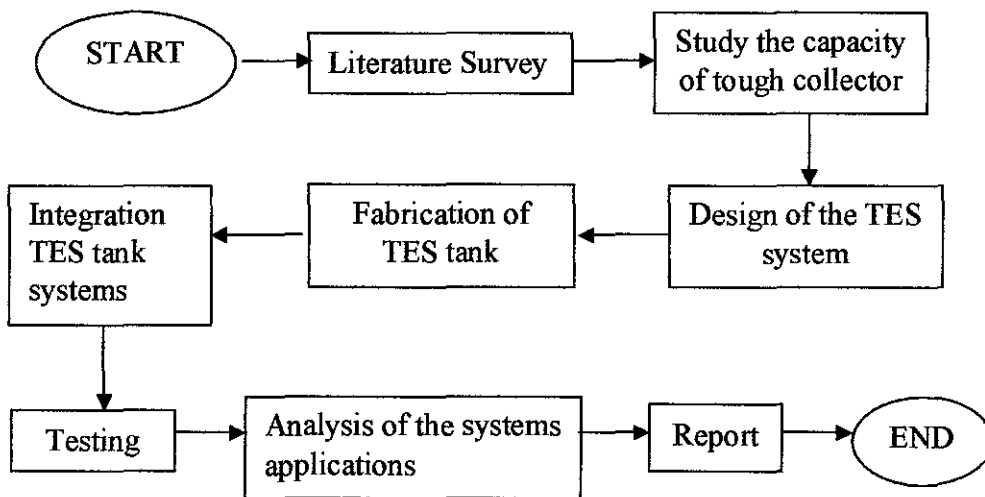 START
Literature Survey
Study the capacity
of tough collector
Design of the TES
system
Fabrication of
TES tank
Integration
TES tank
systems
Testing
Analysis of the systems
applications
Report
END